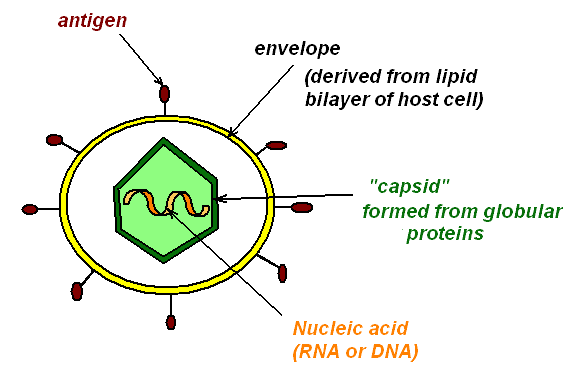 antigen
envelope
(derived from lipid
bilayer of host cell)
"capsid"
formed from globular
proteins
Nucleic acid
(RNA or DNA)